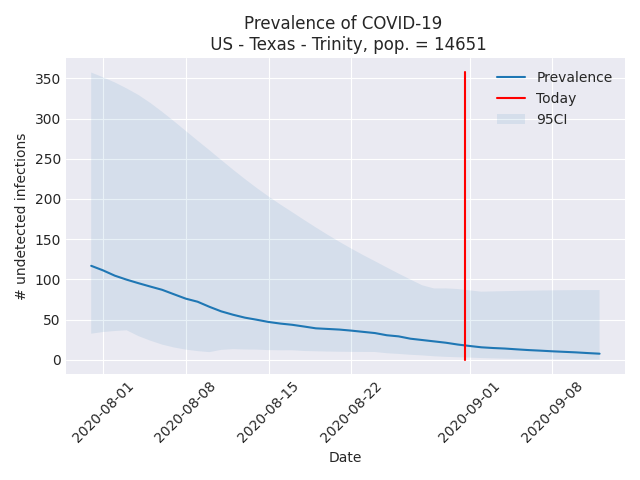 Prevalence of COVID-19
US - Texas - Trinity, pop. = 14651
Prevalence
Today
95CI
# undetected infections
350
300
250
200
150
100
50
0
2020-08-01
2020-08-08
2020-08-15
2020-08-22
2020-09-01
2020-09-08
Date